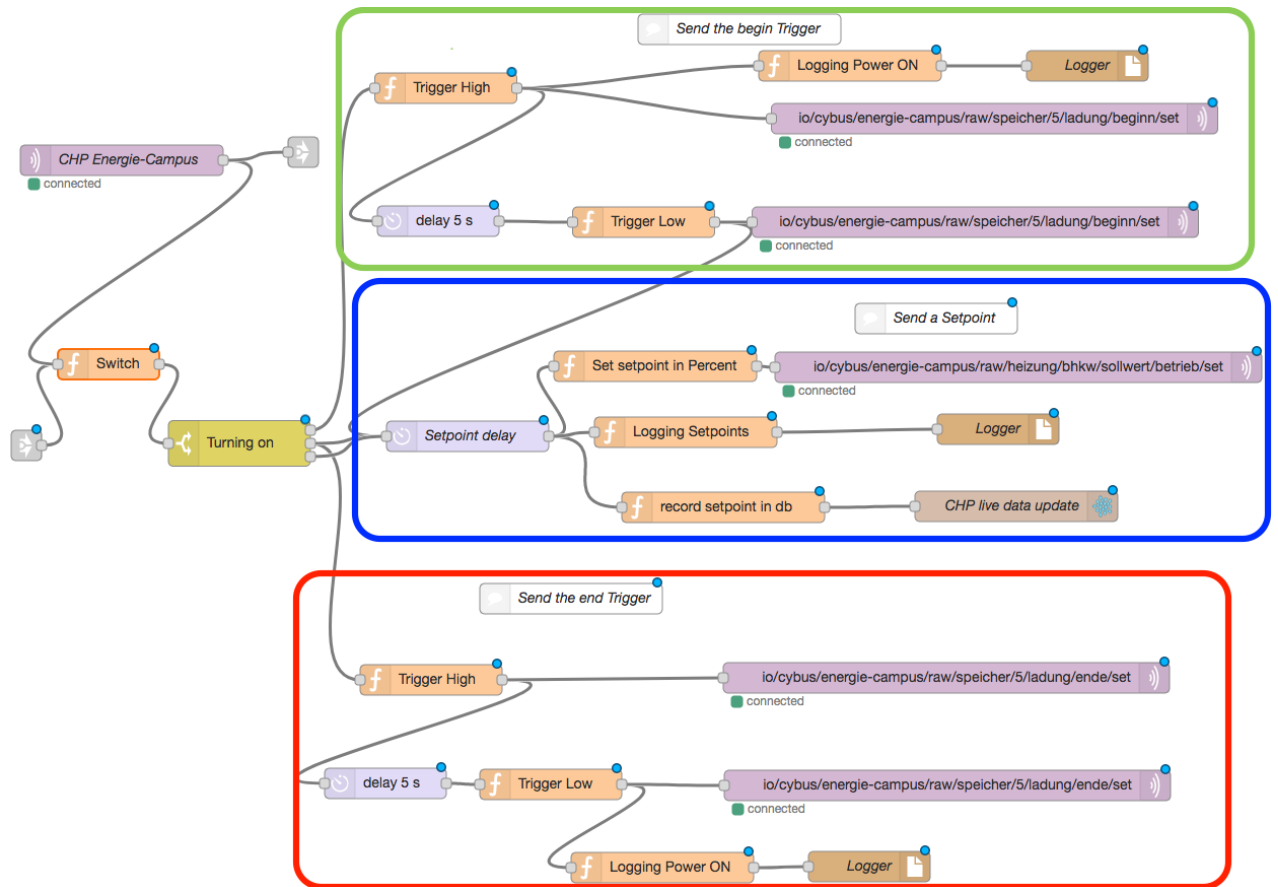 Send the begin Trigger
Logging Power ON
Logger
Trigger High
io/cybus/energie-campus/raw/speicher/5/ladung/beginn/set
connected
CHP Energie-Campus
connected
delay 5 s
Trigger Low
io/cybus/energie-campus/raw/speicher/5/ladung/beginn/set
connected
Send a Setpoint
Switch
Set setpoint in Percent
io/cybus/energie-campus/raw/heizung/bhkw/sollwert/betrieb/set
connected
Turning on
Setpoint delay
Logging Setpoints
Logger
record setpoint in db
CHP live data update
Send the end Trigger
Trigger High
io/cybus/energie-campus/raw/speicher/5/ladung/ende/set
connected
delay 5 s
Trigger Low
io/cybus/energie-campus/raw/speicher/5/ladung/ende/set
connected
Logging Power ON
Logger